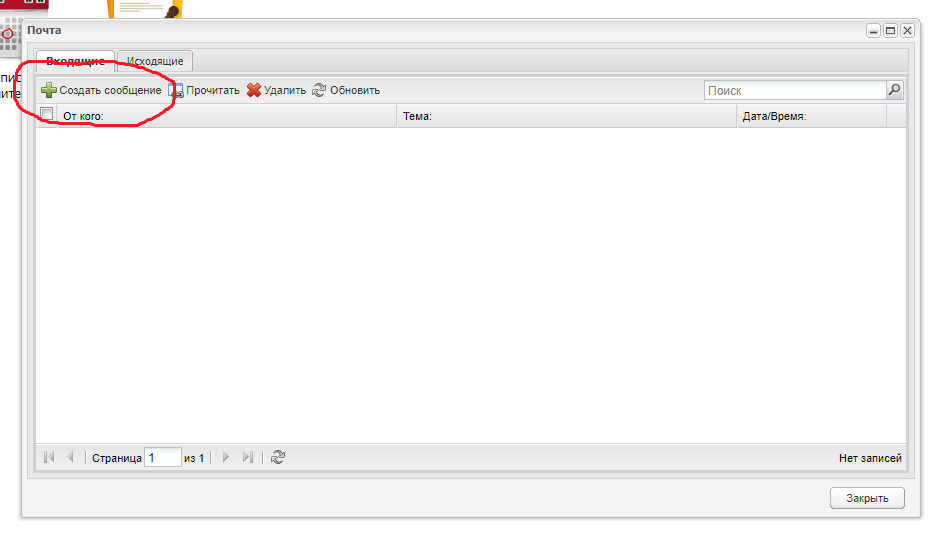 Почта
Входящие Исходящие
Создать сообщение Прочитать Удалить Обновить Поиск
От кого: Тема: Дата/Время:
Страница 1 из 1 Нет записей
Закрыть